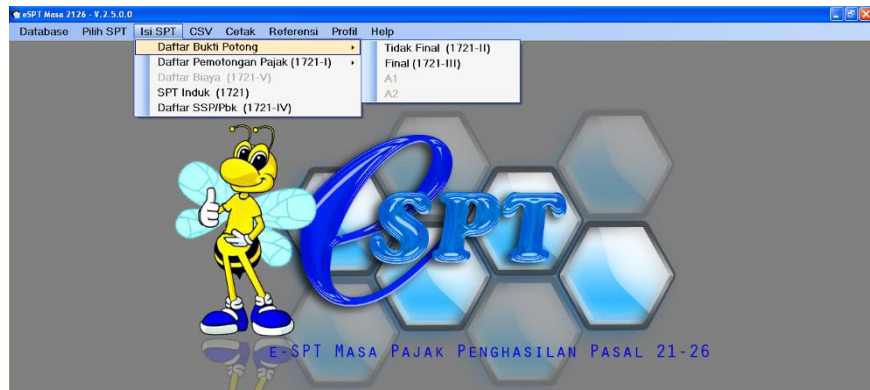 eSPT Masa 2126 - V.2.5.0.0
Database Pilih SPT Isi SPT CSV Cetak Referensi Profil Help
Daftar Bukti Potong
Daftar Pemotongan Pajak (1721-I)
Daftar Biaya (1721-V)
SPT Induk (1721)
Daftar SSP/Pbk (1721-IV)
Tidak Final (1721-II)
Final (1721-III)
A1
A2
eSPT
e-SPT Masa Pajak Penghasilan Pasal 21-26